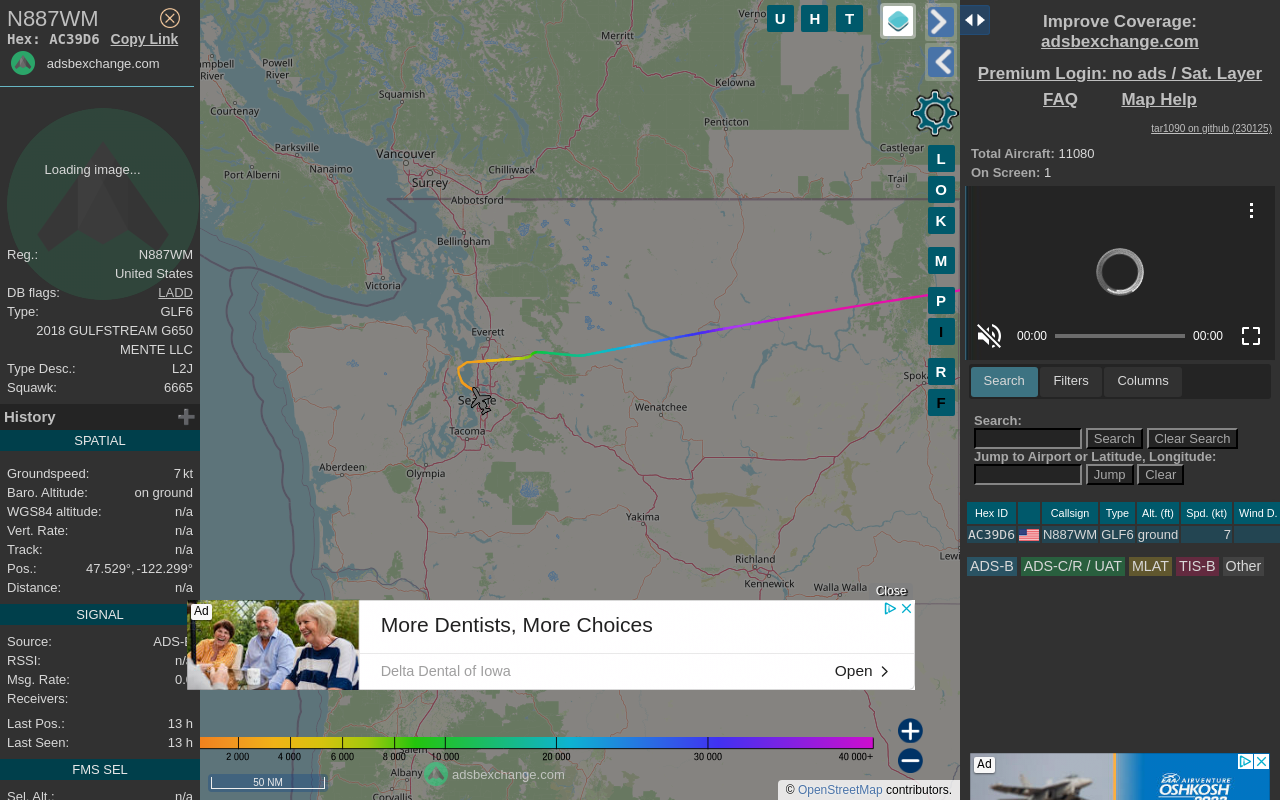 N887WM
Hex: AC39D6 Copy Link
adsbexchange.com
Loading image...
Reg.: N887WM
United States
DB flags: LADD
Type: GLF6
2018 GULFSTREAM G650
MENTE LLC
Type Desc.: L2J
Squawk: 6665
History
SPATIAL
Groundspeed: 7 kt
Baro. Altitude: on ground
WGS84 altitude: n/a
Vert. Rate: n/a
Track: n/a
Pos.: 47.529°, -122.299°
Distance: n/a
SIGNAL
Source: ADS-
RSSI:
Msg. Rate: 0.
Receivers:
Last Pos.: 13 h
Last Seen: 13 h
FMS SEL
Sel. Alt.: n/a
U H T
Merritt
Powell
River
River
Kelowna
Squamish
Courtenay
Penticton
Parksville
Vancouver
Castlegar
Port Alberni
Nanaimo
Chilliwack
Surrey
Trail
Abbotsford
Bellingham
Victoria
Everett
Wenatchee
Tacoma
Aberdeen
Olympia
Yakima
Richland
Kennewick
Walla Walla
Albany
Corvallis
L
O
K
M
P
I
R
F
Close
Ad
More Dentists, More Choices
Delta Dental of Iowa
Open
2 000 4 000 6 000 8 000 10 000 20 000 30 000 40 000+
50 NM
adsbexchange.com
© OpenStreetMap contributors.
Improve Coverage:
adsbexchange.com
Premium Login: no ads / Sat. Layer
FAQ Map Help
tar1090 on github (230125)
Total Aircraft: 11080
On Screen: 1
00:00 00:00
Search Filters Columns
Search:
Search Clear Search
Jump to Airport or Latitude, Longitude:
Jump Clear
Hex ID Callsign Type Alt. (ft) Spd. (kt) Wind D.
AC39D6 N887WM GLF6 ground 7
ADS-B ADS-C/R / UAT MLAT TIS-B Other
Ad
EAA AIRVENTURE
OSHKOSH